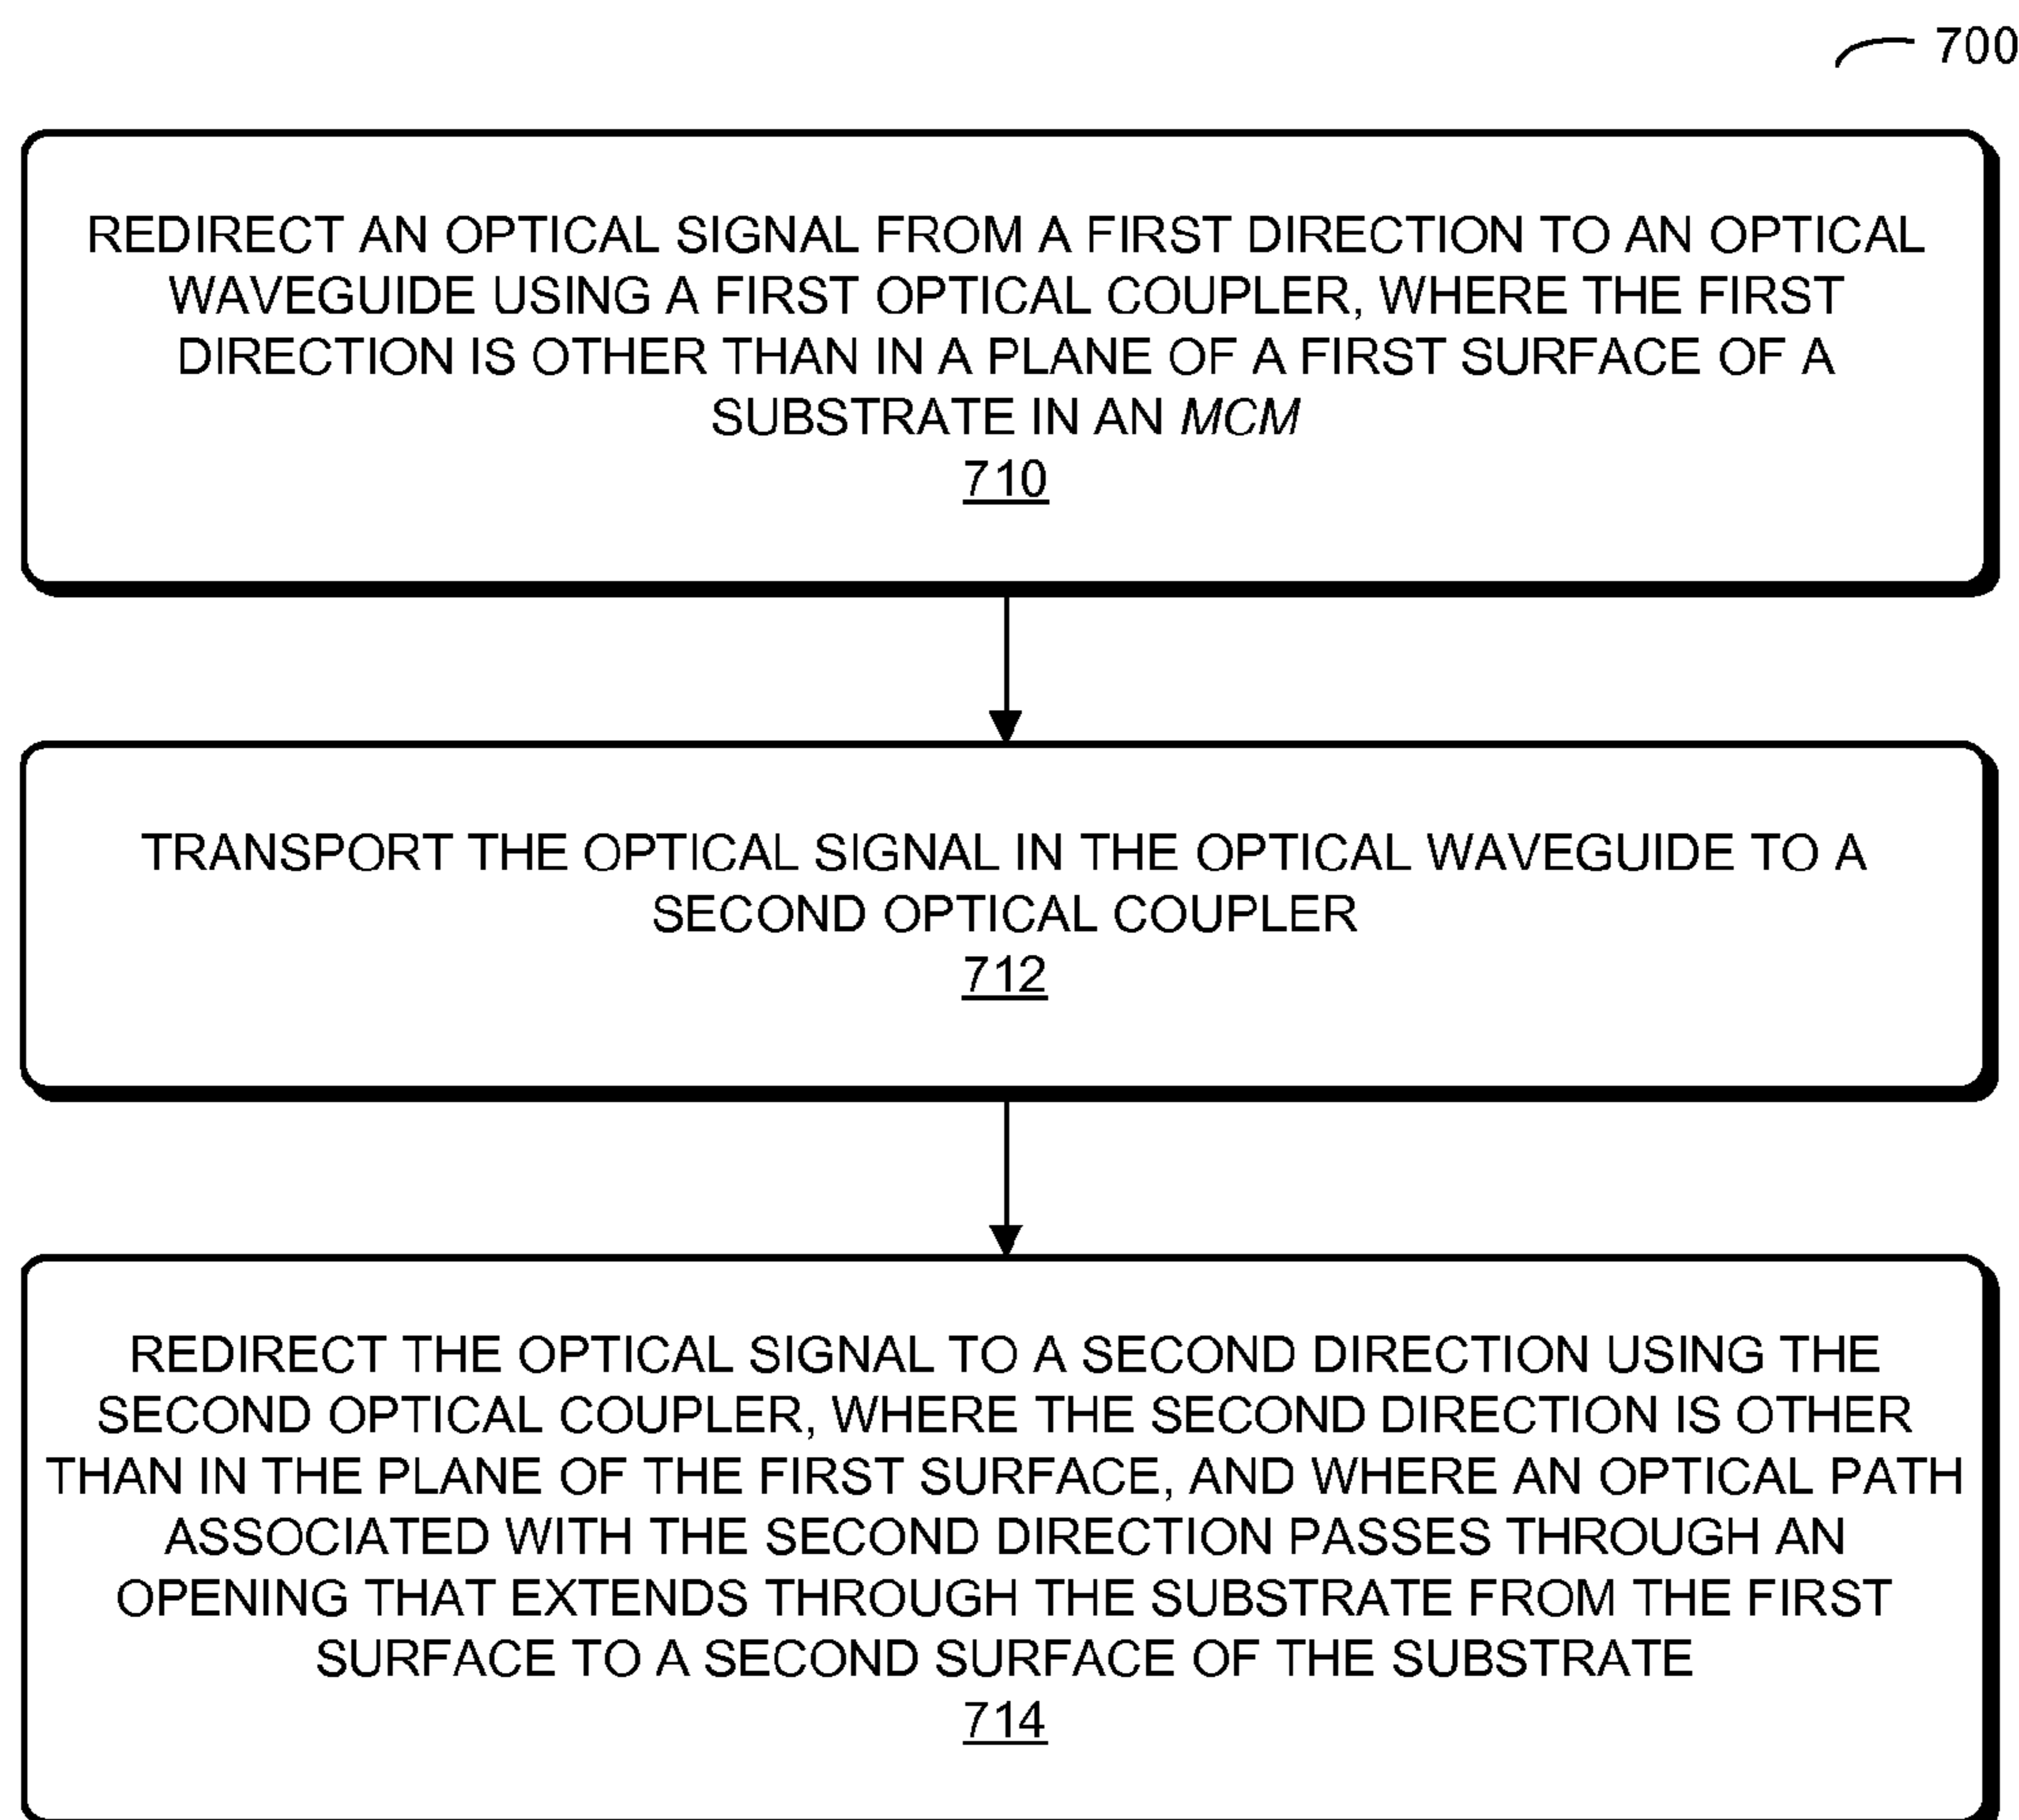 700
REDIRECT AN OPTICAL SIGNAL FROM A FIRST DIRECTION TO AN OPTICAL
WAVEGUIDE USING A FIRST OPTICAL COUPLER, WHERE THE FIRST
DIRECTION IS OTHER THAN IN A PLANE OF A FIRST SURFACE OF A
SUBSTRATE IN AN MCM
710
TRANSPORT THE OPTICAL SIGNAL IN THE OPTICAL WAVEGUIDE TO A
SECOND OPTICAL COUPLER
712
REDIRECT THE OPTICAL SIGNAL TO A SECOND DIRECTION USING THE
SECOND OPTICAL COUPLER, WHERE THE SECOND DIRECTION IS OTHER
THAN IN THE PLANE OF THE FIRST SURFACE, AND WHERE AN OPTICAL PATH
ASSOCIATED WITH THE SECOND DIRECTION PASSES THROUGH AN
OPENING THAT EXTENDS THROUGH THE SUBSTRATE FROM THE FIRST
SURFACE TO A SECOND SURFACE OF THE SUBSTRATE
714